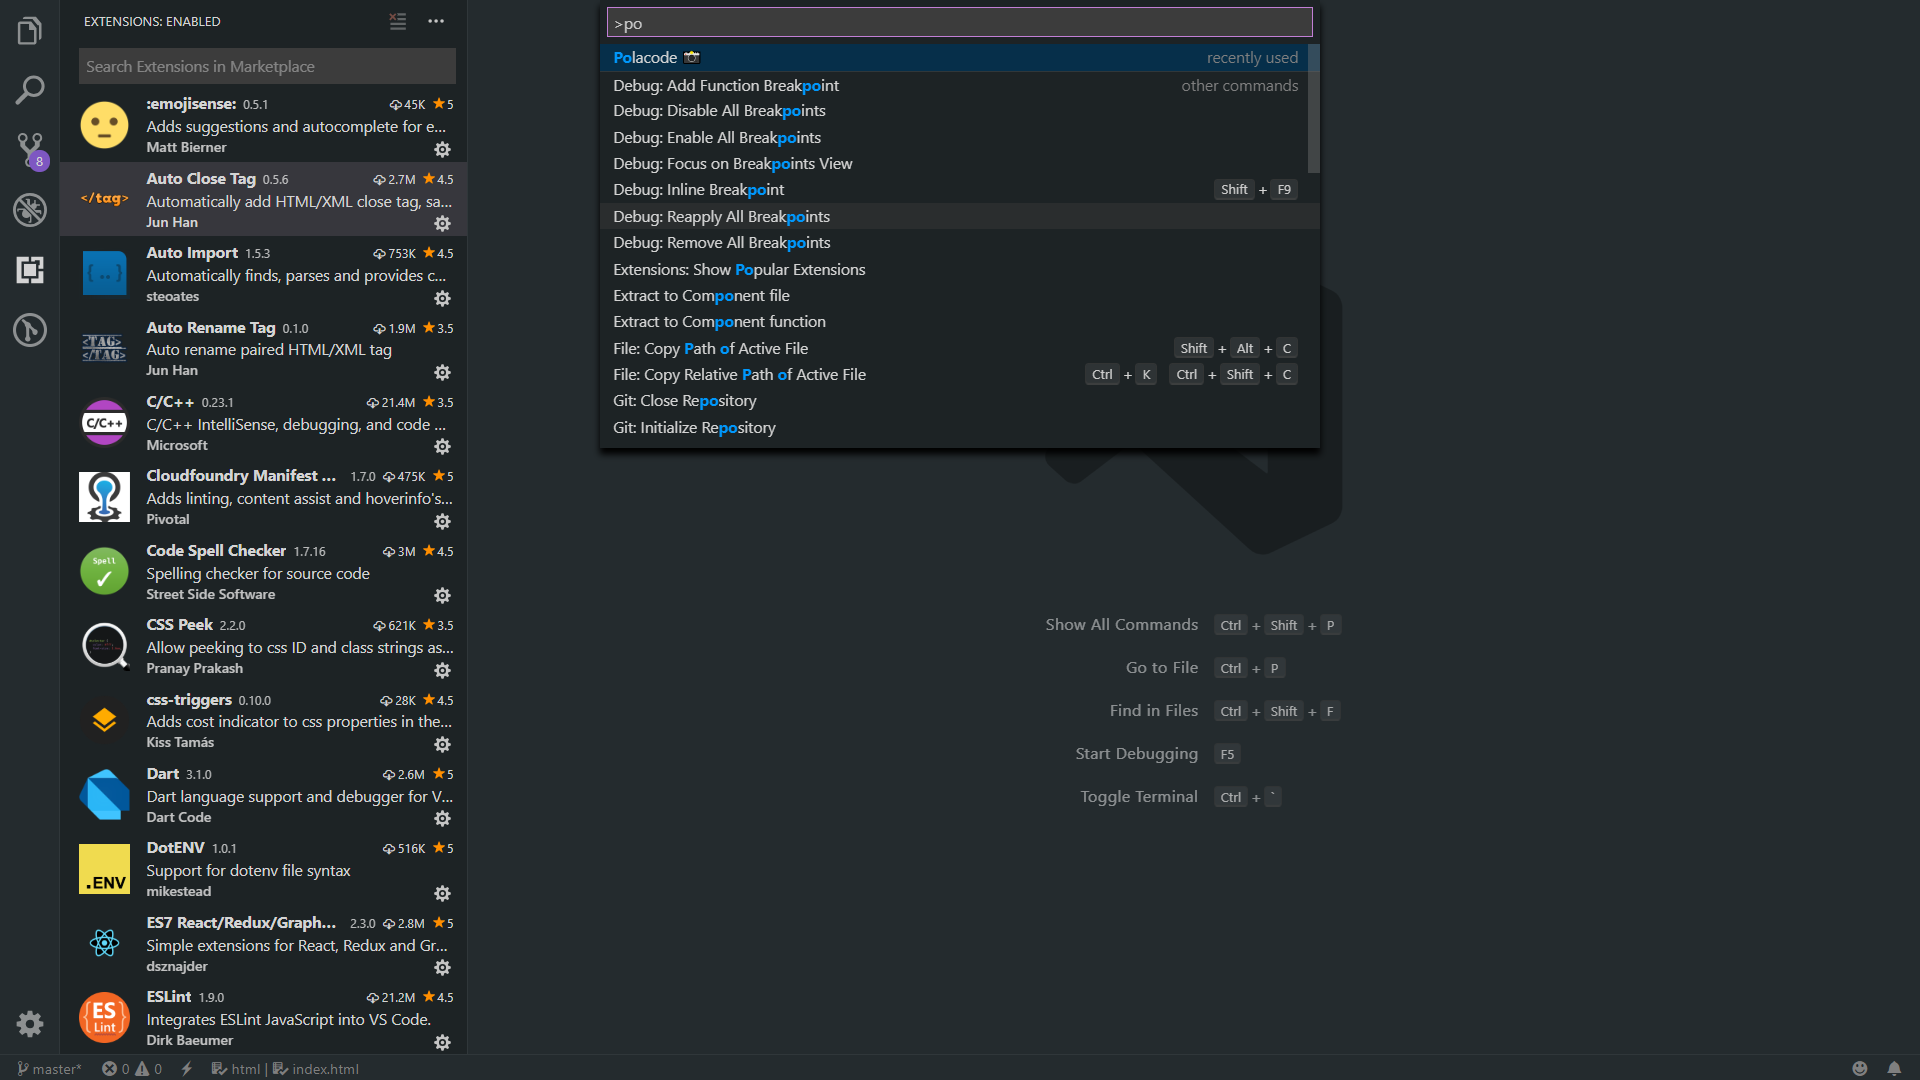 EXTENSIONS: ENABLED
Search Extensions in Marketplace
:emojisense: 0.5.1 45K 5
Adds suggestions and autocomplete for e...
Matt Bierner
Auto Close Tag 0.5.6 2.7M 4.5
Automatically add HTML/XML close tag, sa...
Jun Han
</tag>
Auto Import 1.5.3 753K 4.5
Automatically finds, parses and provides c...
steoates
{..}
Auto Rename Tag 0.1.0 1.9M 3.5
Auto rename paired HTML/XML tag
Jun Han
<TAG>
</TAG>
C/C++ 0.23.1 21.4M 3.5
C/C++ IntelliSense, debugging, and code ...
Microsoft
C/C++
Cloudfoundry Manifest ... 1.7.0 475K 5
Adds linting, content assist and hoverinfo's...
Pivotal
Code Spell Checker 1.7.16 3M 4.5
Spelling checker for source code
Street Side Software
Spell
CSS Peek 2.2.0 621K 3.5
Allow peeking to css ID and class strings as...
Pranay Prakash
css-triggers 0.10.0 28K 4.5
Adds cost indicator to css properties in the...
Kiss Tamás
Dart 3.1.0 2.6M 5
Dart language support and debugger for V...
Dart Code
DotENV 1.0.1 516K 5
Support for dotenv file syntax
mikestead
.ENV
ES7 React/Redux/Graph... 2.3.0 2.8M 5
Simple extensions for React, Redux and Gr...
dsznajder
ESLint 1.9.0 21.2M 4.5
Integrates ESLint JavaScript into VS Code.
Dirk Baeumer
ES
Lint
8
>po
Polacode 📸 recently used
Debug: Add Function Breakpoint other commands
Debug: Disable All Breakpoints
Debug: Enable All Breakpoints
Debug: Focus on Breakpoints View
Debug: Inline Breakpoint Shift + F9
Debug: Reapply All Breakpoints
Debug: Remove All Breakpoints
Extensions: Show Popular Extensions
Extract to Component file
Extract to Component function
File: Copy Path of Active File Shift + Alt + C
File: Copy Relative Path of Active File Ctrl + K Ctrl + Shift + C
Git: Close Repository
Git: Initialize Repository
Show All Commands Ctrl + Shift + P
Go to File Ctrl + P
Find in Files Ctrl + Shift + F
Start Debugging F5
Toggle Terminal Ctrl + `
master* 0 0 html | index.html